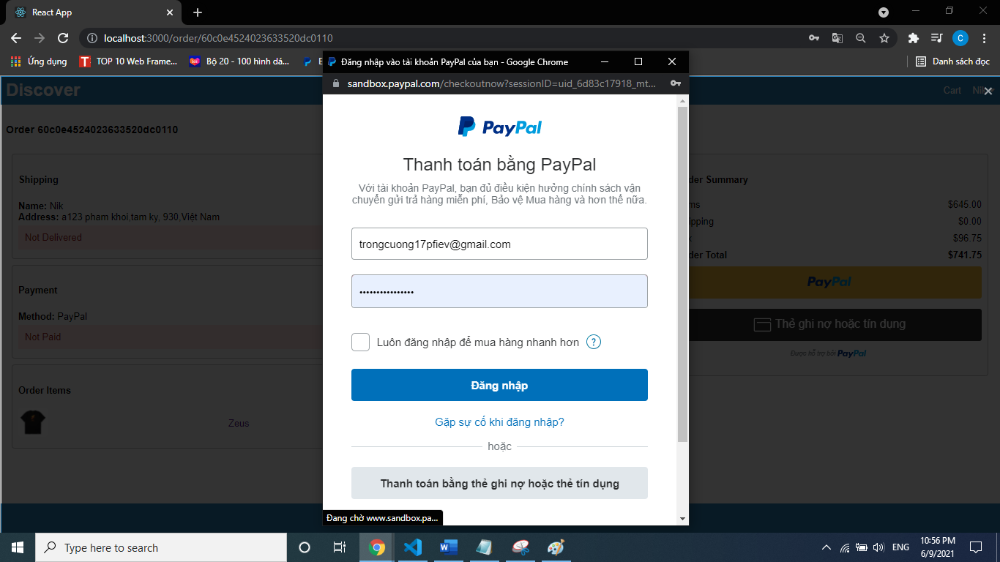 React App
localhost:3000/order/60c0e4524023633520dc0110
C
Ứng dụng
TOP 10 Web Frame...
Bộ 20 - 100 hình dá...
Danh sách đọc
Đăng nhập vào tài khoản PayPal của bạn - Google Chrome
sandbox.paypal.com/checkoutnow?sessionID=uid_6d83c17918_mt...
Discover
Cart
Order 60c0e4524023633520dc0110
Shipping
Name: Nik
Address: a123 pham khoi,tam ky, 930,Việt Nam
Not Delivered
Payment
Method: PayPal
Not Paid
Order Items
Zeus
PayPal
Thanh toán bằng PayPal
Với tài khoản PayPal, bạn đủ điều kiện hưởng chính sách vận
chuyển gửi trả hàng miễn phí, Bảo vệ Mua hàng và hơn thế nữa.
trongcuong17pfiev@gmail.com
••••••••••••••••
Luôn đăng nhập để mua hàng nhanh hơn ?
Đăng nhập
Gặp sự cố khi đăng nhập?
hoặc
Thanh toán bằng thẻ ghi nợ hoặc thẻ tín dụng
Đang chờ www.sandbox.pa...
der Summary
ms $645.00
ipping $0.00
$96.75
der Total $741.75
PayPal
Thẻ ghi nợ hoặc tín dụng
Được hỗ trợ bởi PayPal
Type here to search
ENG
10:56 PM
6/9/2021